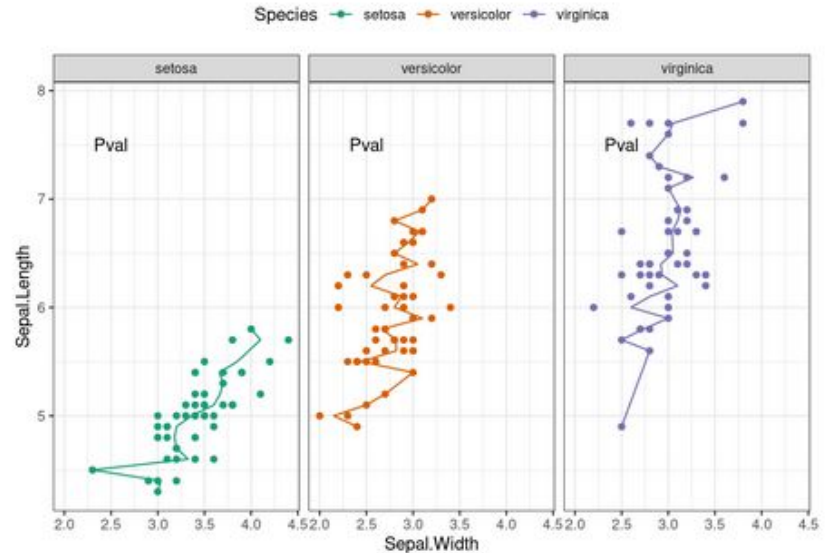 Species setosa versicolor virginica
setosa versicolor virginica
8
Pval Pval Pval
7
Sepal.Length
6
5
2.0 2.5 3.0 3.5 4.0 4.5 2.0 2.5 3.0 3.5 4.0 4.5 2.0 2.5 3.0 3.5 4.0 4.5
Sepal.Width